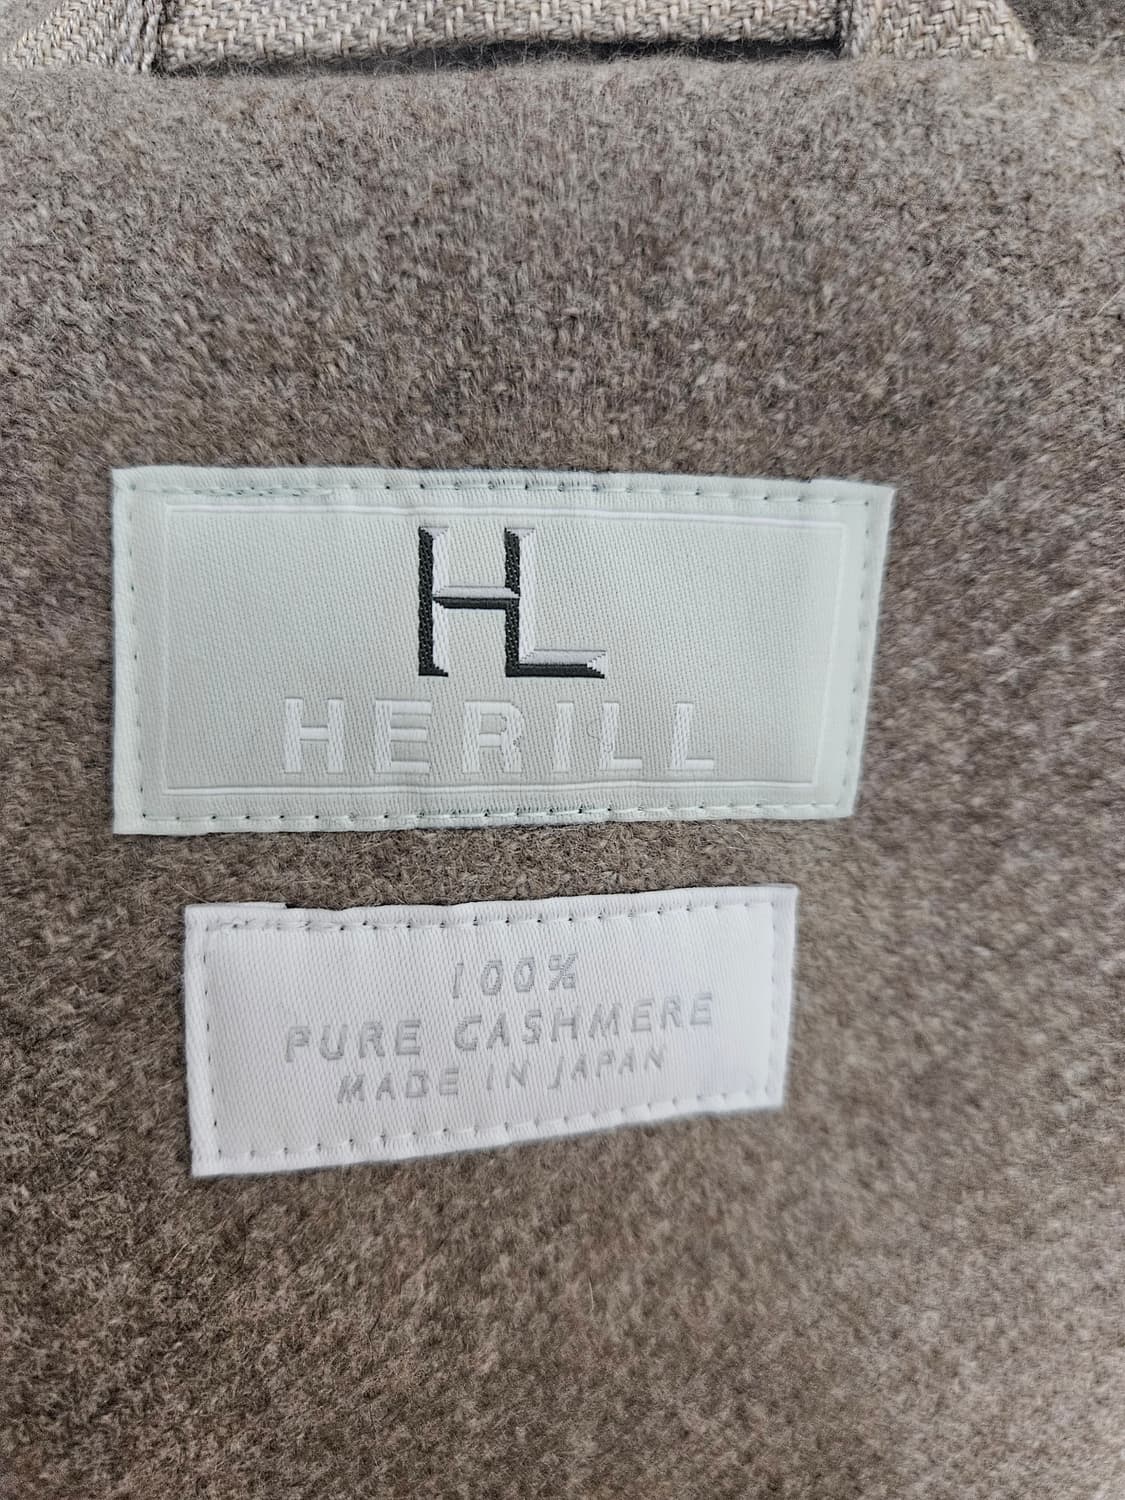 HL
HERILL
100%
PURE CASHMERE
MADE IN JAPAN